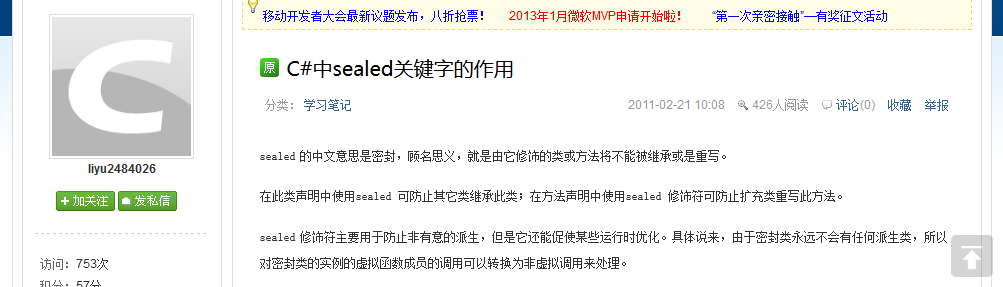 移动开发者大会最新议题发布，八折抢票！ 2013年1月微软MVP申请开始啦！ “第一次亲密接触”—有奖征文活动
原 C#中sealed关键字的作用
分类： 学习笔记 2011-02-21 10:08 426人阅读 评论(0) 收藏 举报
sealed 的中文意思是密封，顾名思义，就是由它修饰的类或方法将不能被继承或是重写。
在此类声明中使用sealed 可防止其它类继承此类；在方法声明中使用sealed 修饰符可防止扩充类重写此方法。
sealed 修饰符主要用于防止非有意的派生，但是它还能促使某些运行时优化。具体说来，由于密封类永远不会有任何派生类，所以
对密封类的实例的虚拟函数成员的调用可以转换为非虚拟调用来处理。
liyu2484026
加关注 发私信
访问：753次
积分：57分